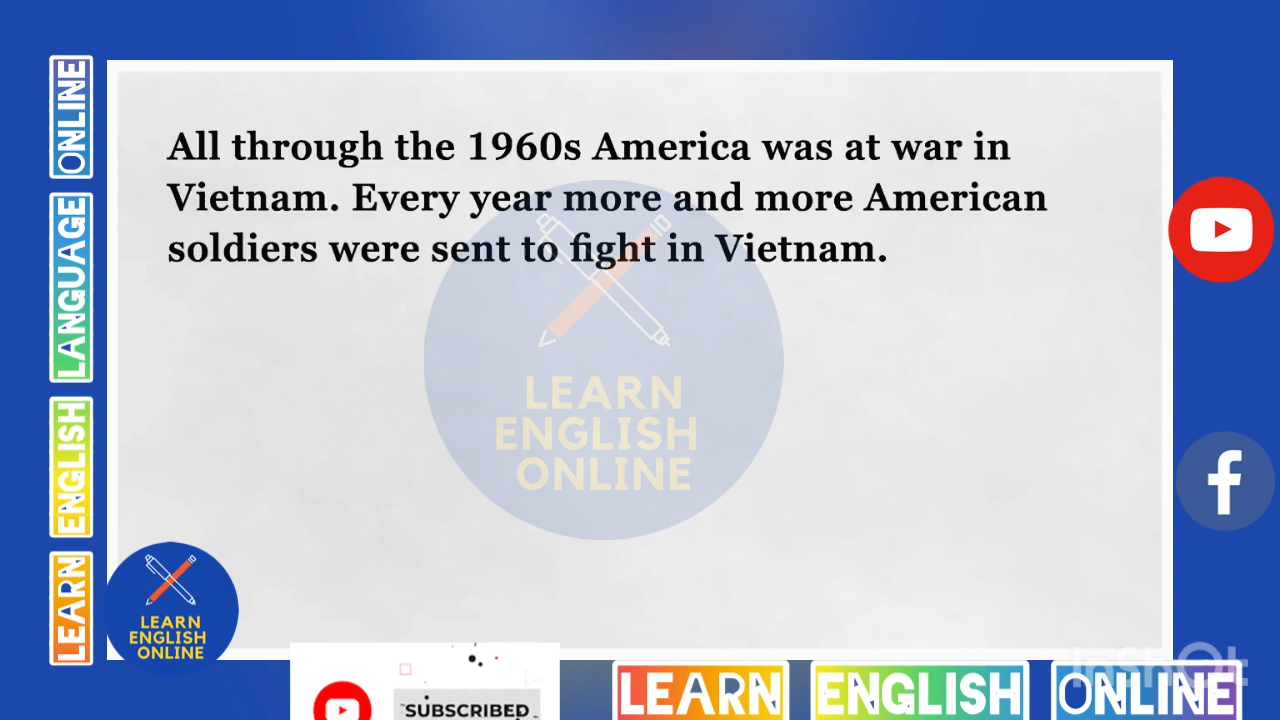 All through the 1960s America was at war in
Vietnam. Every year more and more American
soldiers were sent to fight in Vietnam.
LEARN
ENGLISH
ONLINE
LEARN ENGLISH LANGUAGE ONLINE
LEARN
ENGLISH
ONLINE
SUBSCRIBED
LEARN ENGLISH ONLINE
InShOt